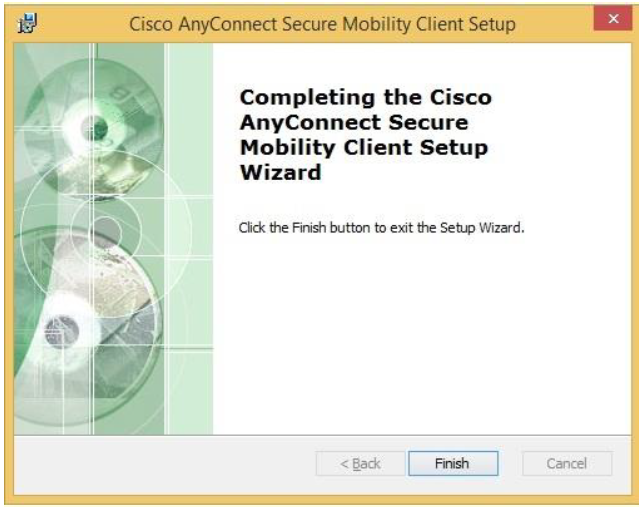 Cisco AnyConnect Secure Mobility Client Setup
Completing the Cisco
AnyConnect Secure
Mobility Client Setup
Wizard
Click the Finish button to exit the Setup Wizard.
< Back Finish Cancel